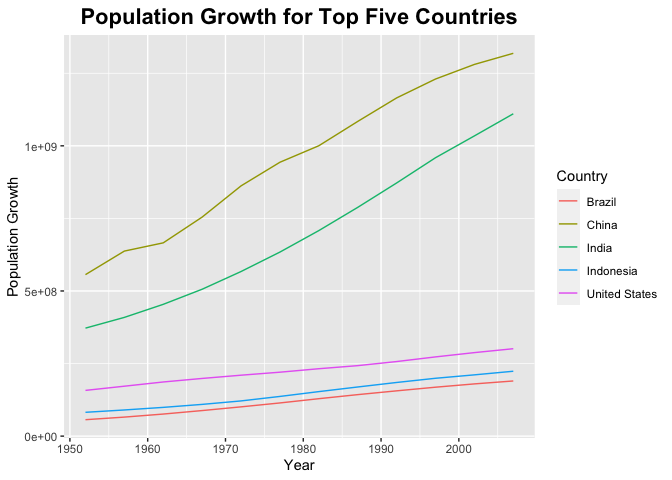 Population Growth for Top Five Countries
1e+09
5e+08
0e+00
Population Growth
1950 1960 1970 1980 1990 2000
Year
Country
Brazil
China
India
Indonesia
United States